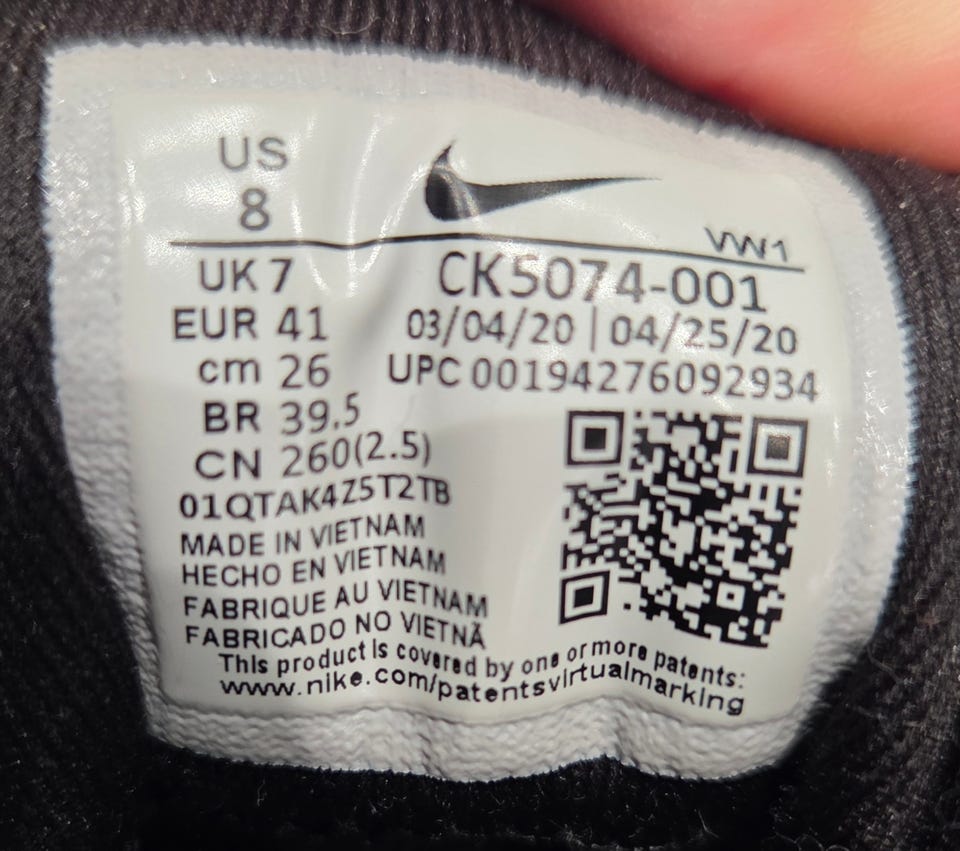 US
8
VW1
UK 7
EUR 41
cm 26
BR 39.5
CN 260(2.5)
CK5074-001
03/04/20 | 04/25/20
UPC 00194276092934
01QTAK4Z5T2TB
MADE IN VIETNAM
HECHO EN VIETNAM
FABRIQUE AU VIETNAM
FABRICADO NO VIETNÃ
This product is covered by one or more patents:
www.nike.com/patentsvirtualmarking